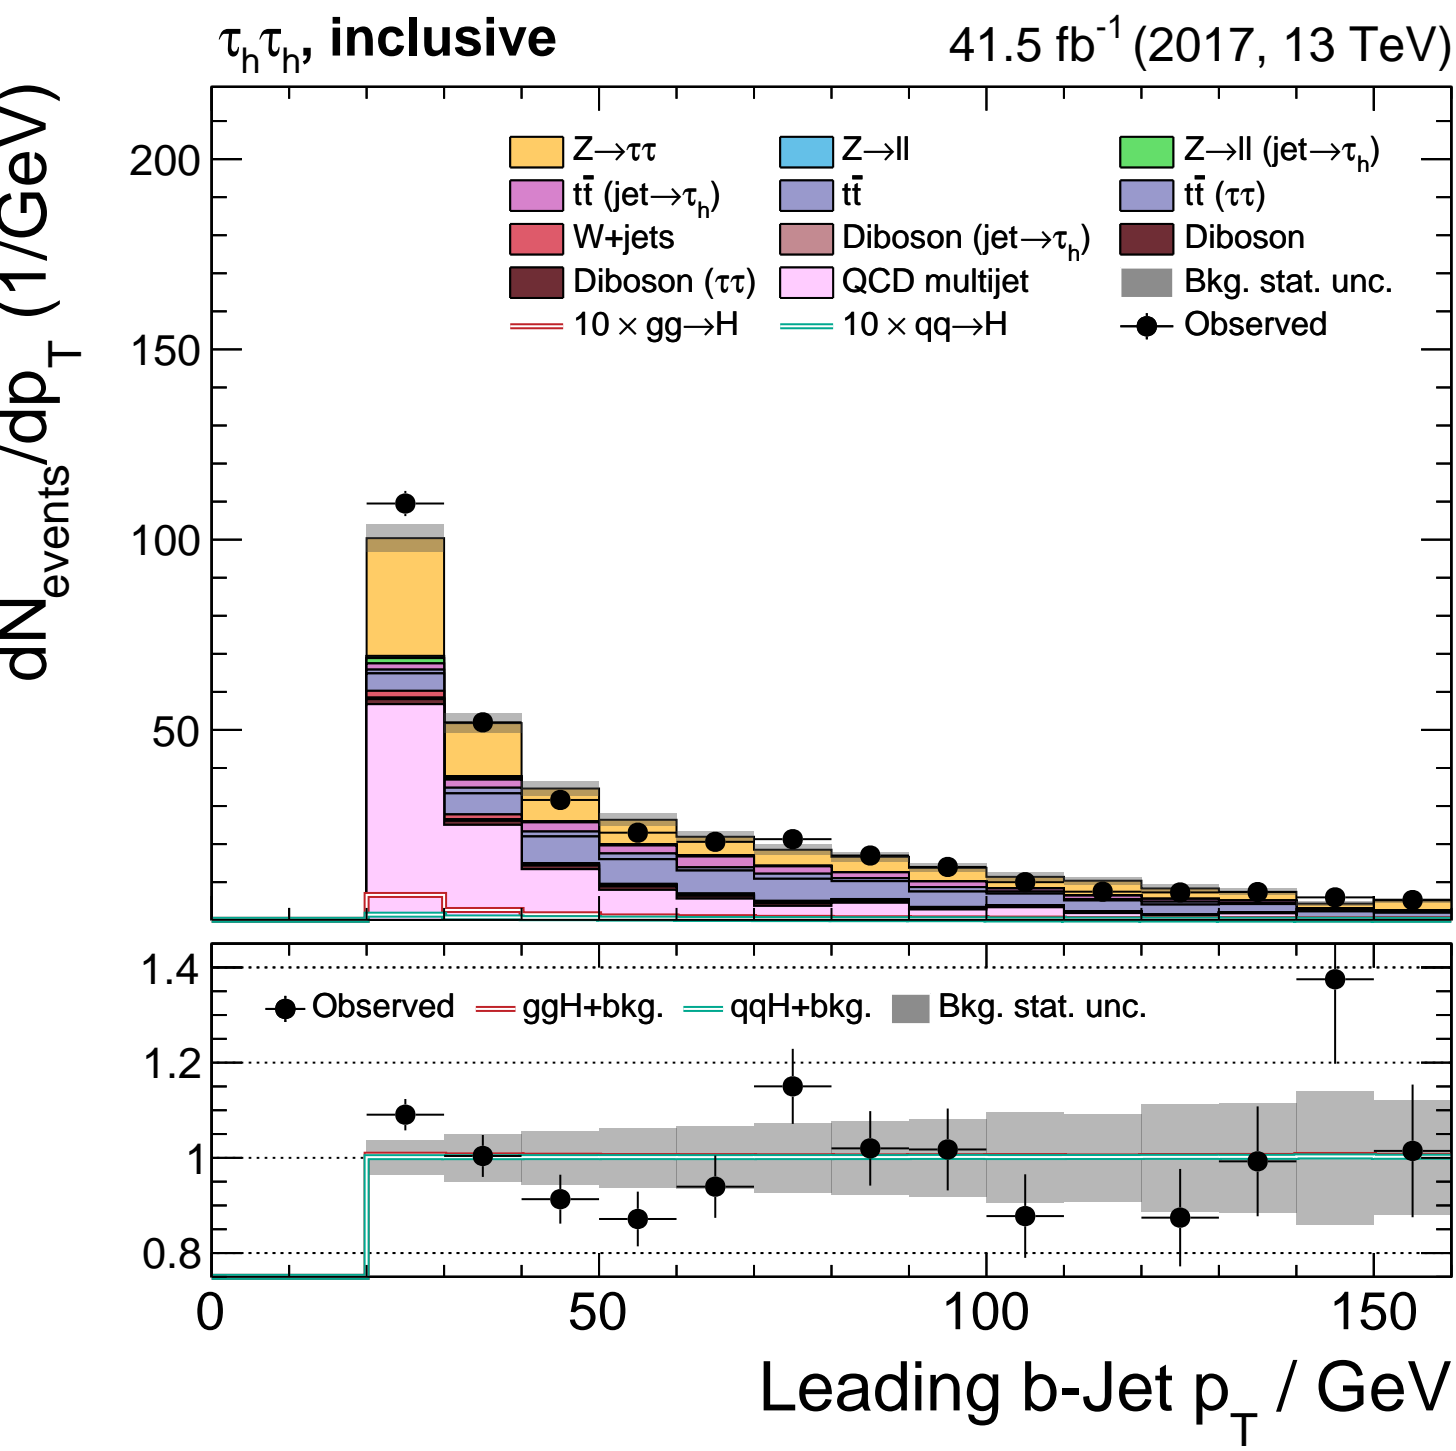 τhτh, inclusive 41.5 fb-1 (2017, 13 TeV)
dNevents/dpT (1/GeV)
200
150
100
50
Z→ττ Z→ll Z→ll (jet→τh)
tt̄ (jet→τh) tt̄ tt̄ (ττ)
W+jets Diboson (jet→τh) Diboson
Diboson (ττ) QCD multijet Bkg. stat. unc.
10 × gg→H 10 × qq→H Observed
1.4
1.2
1
0.8
Observed ggH+bkg. qqH+bkg. Bkg. stat. unc.
0 50 100 150
Leading b-Jet pT / GeV